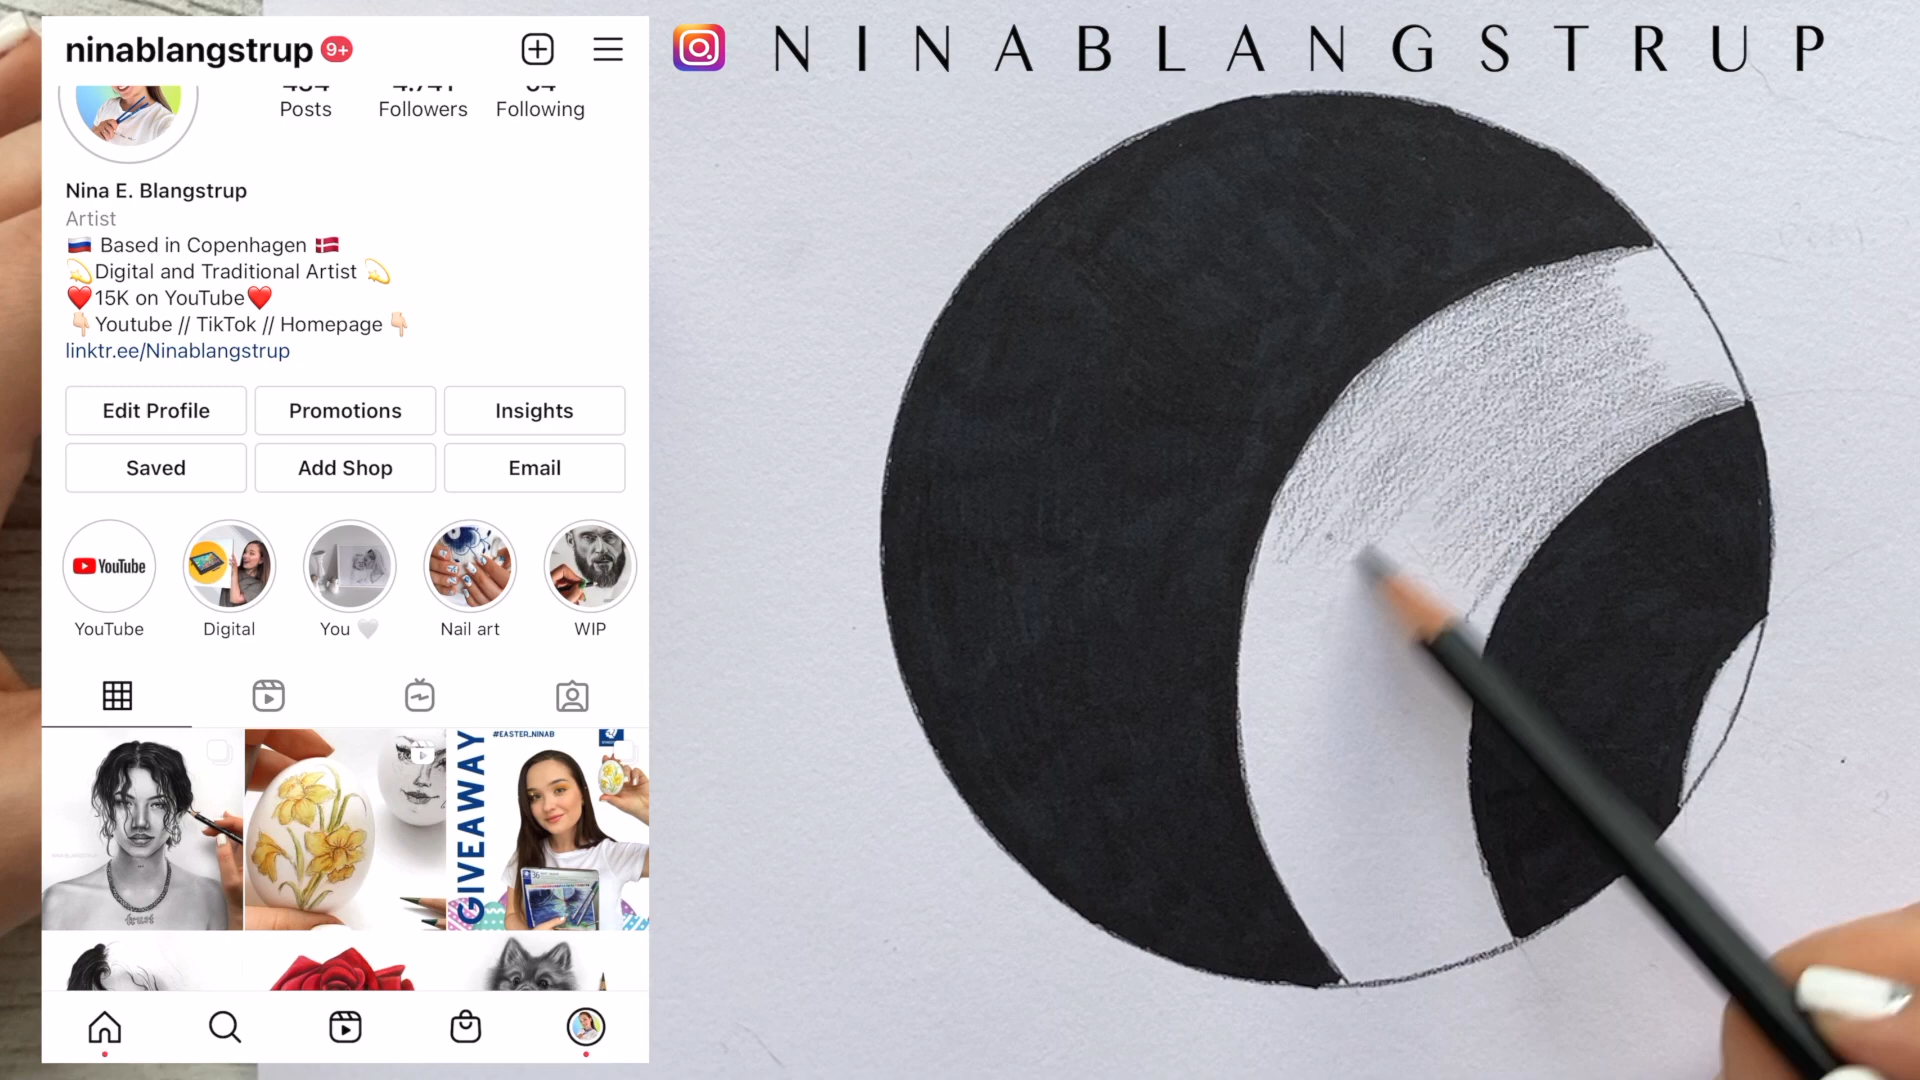 NINABLANGSTRUP
ninablangstrup 9+
Posts Followers Following
Nina E. Blangstrup
Artist
Based in Copenhagen
Digital and Traditional Artist
15K on YouTube
Youtube // TikTok // Homepage
linktr.ee/Ninablangstrup
Edit Profile Promotions Insights
Saved Add Shop Email
YouTube
YouTube Digital You Nail art WIP
#EASTER_NINAB
GIVEAWAY
36
trust